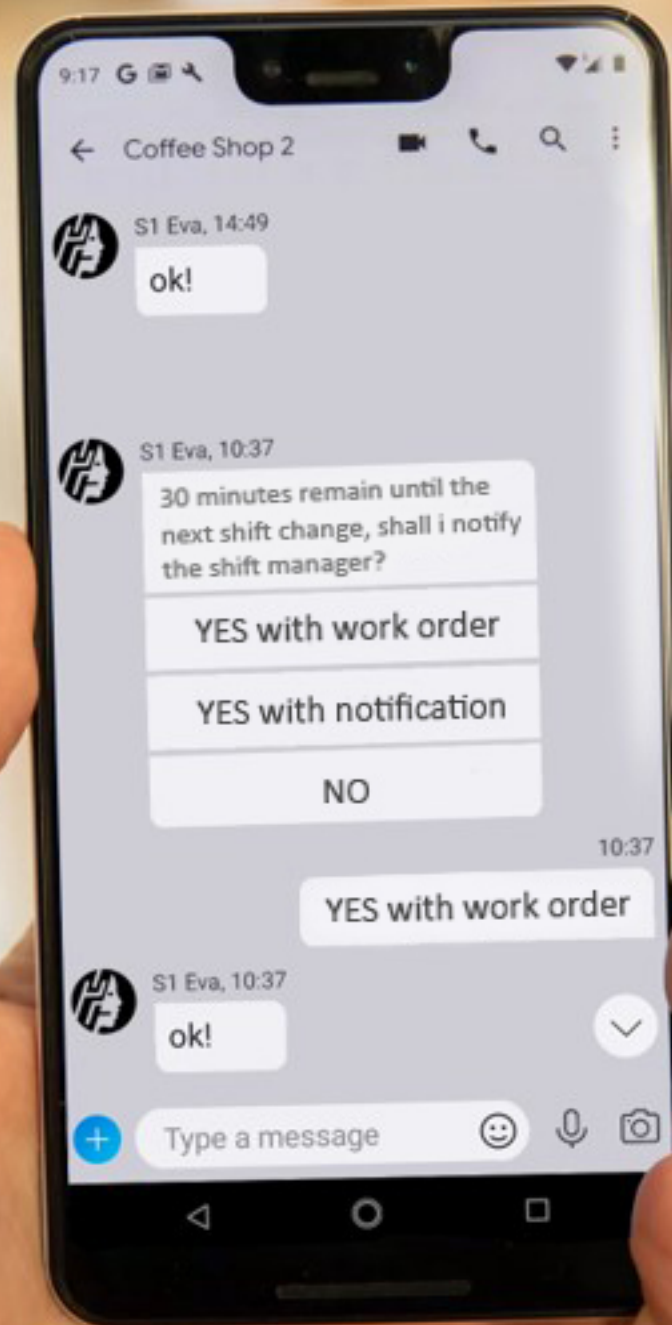 9:17 G
Coffee Shop 2
S1 Eva, 14:49
ok!
S1 Eva, 10:37
30 minutes remain until the
next shift change, shall i notify
the shift manager?
YES with work order
YES with notification
NO
10:37
YES with work order
S1 Eva, 10:37
ok!
Type a message